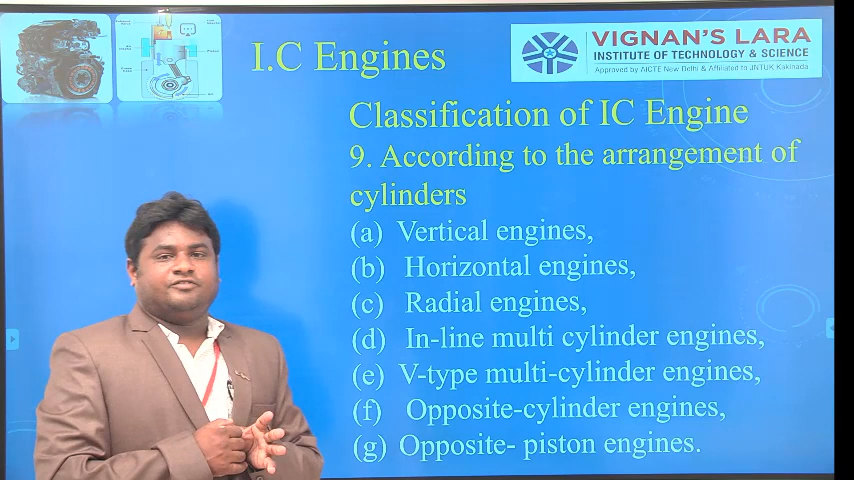 I.C Engines
VIGNAN'S LARA
INSTITUTE OF TECHNOLOGY & SCIENCE
Approved by AICTE New Delhi & Affiliated to JNTUK Kakinada
Classification of IC Engine
9. According to the arrangement of
cylinders
(a) Vertical engines,
(b) Horizontal engines,
(c) Radial engines,
(d) In-line multi cylinder engines,
(e) V-type multi-cylinder engines,
(f) Opposite-cylinder engines,
(g) Opposite- piston engines.